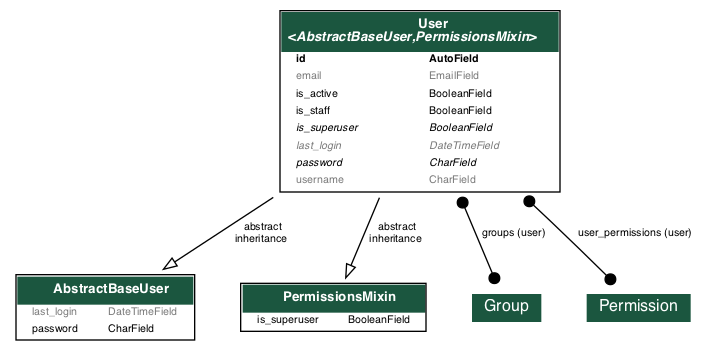 User
<AbstractBaseUser,PermissionsMixin>
id AutoField
email EmailField
is_active BooleanField
is_staff BooleanField
is_superuser BooleanField
last_login DateTimeField
password CharField
username CharField
abstract
inheritance
abstract
inheritance
groups (user)
user_permissions (user)
AbstractBaseUser
last_login DateTimeField
password CharField
PermissionsMixin
is_superuser BooleanField
Group
Permission